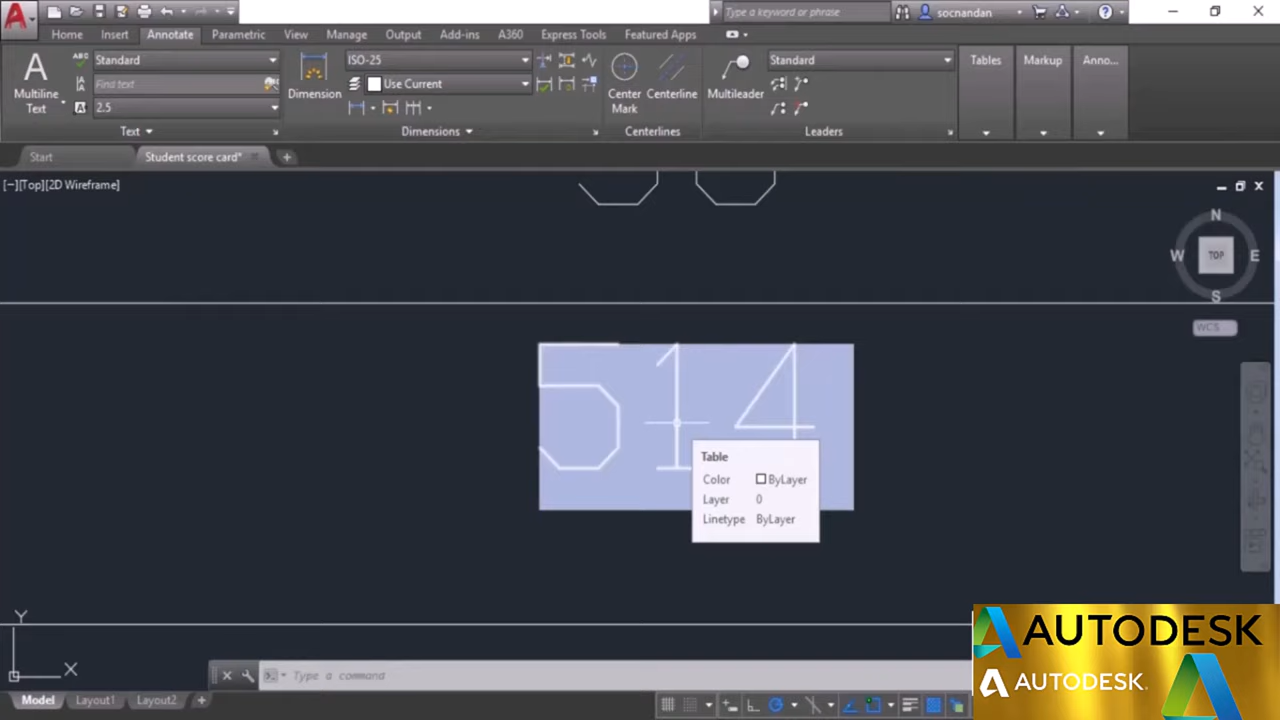 Type a keyword or phrase
socnandan
Home Insert Annotate Parametric View Manage Output Add-ins A360 Express Tools Featured Apps
Multiline Text
Standard
Find text
2.5
Text
Dimension
ISO-25
Use Current
Dimensions
Center Mark
Centerline
Centerlines
Multileader
Standard
Leaders
Tables
Markup
Anno...
Start
Student score card*
[−][Top][2D Wireframe]
N
W TOP E
S
WCS
514
Table
Color ByLayer
Layer 0
Linetype ByLayer
Y
X
Type a command
Model Layout1 Layout2
AUTODESK
AUTODESK.